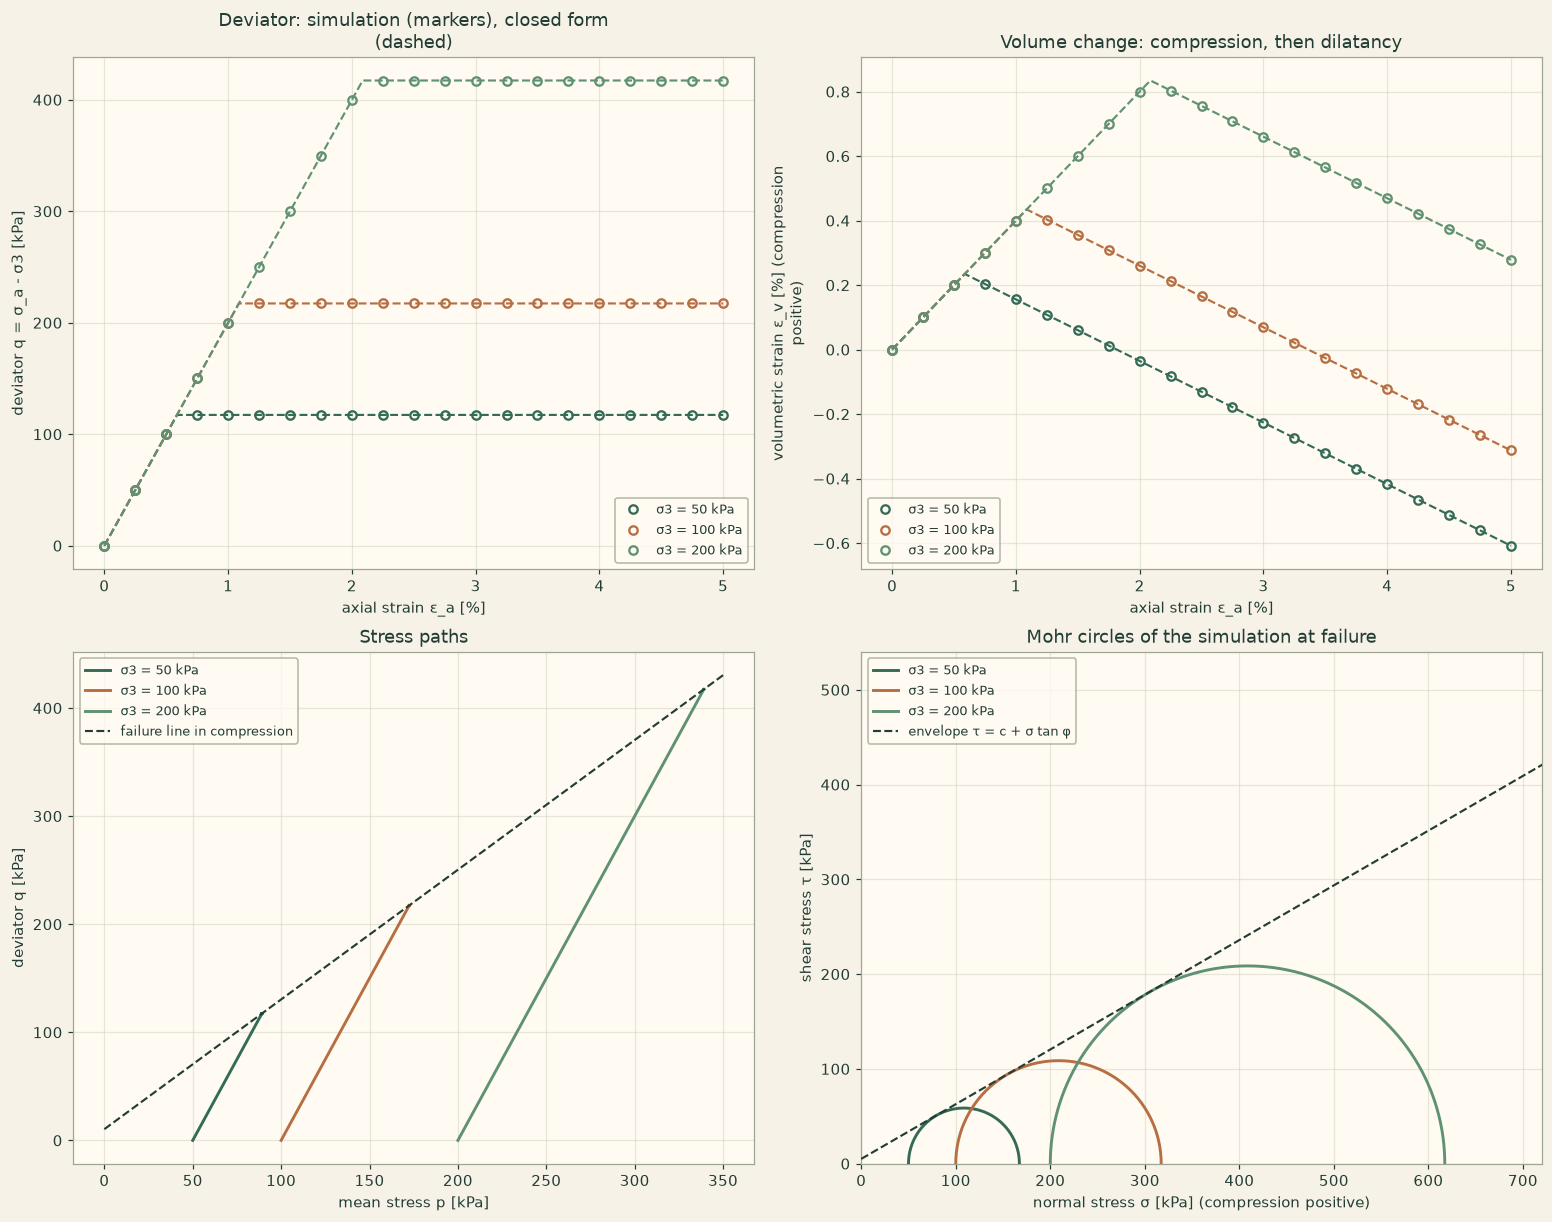 Deviator: simulation (markers), closed form
(dashed)
deviator q = σ_a - σ3 [kPa]
400
300
200
100
0
σ3 = 50 kPa
σ3 = 100 kPa
σ3 = 200 kPa
0 1 2 3 4 5
axial strain ε_a [%]
Volume change: compression, then dilatancy
volumetric strain ε_v [%] (compression
positive)
0.8
0.6
0.4
0.2
0.0
−0.2
−0.4
−0.6
σ3 = 50 kPa
σ3 = 100 kPa
σ3 = 200 kPa
0 1 2 3 4 5
axial strain ε_a [%]
Stress paths
σ3 = 50 kPa
σ3 = 100 kPa
σ3 = 200 kPa
failure line in compression
deviator q [kPa]
400
300
200
100
0
0 50 100 150 200 250 300 350
mean stress p [kPa]
Mohr circles of the simulation at failure
σ3 = 50 kPa
σ3 = 100 kPa
σ3 = 200 kPa
envelope τ = c + σ tan φ
shear stress τ [kPa]
500
400
300
200
100
0
0 100 200 300 400 500 600 700
normal stress σ [kPa] (compression positive)